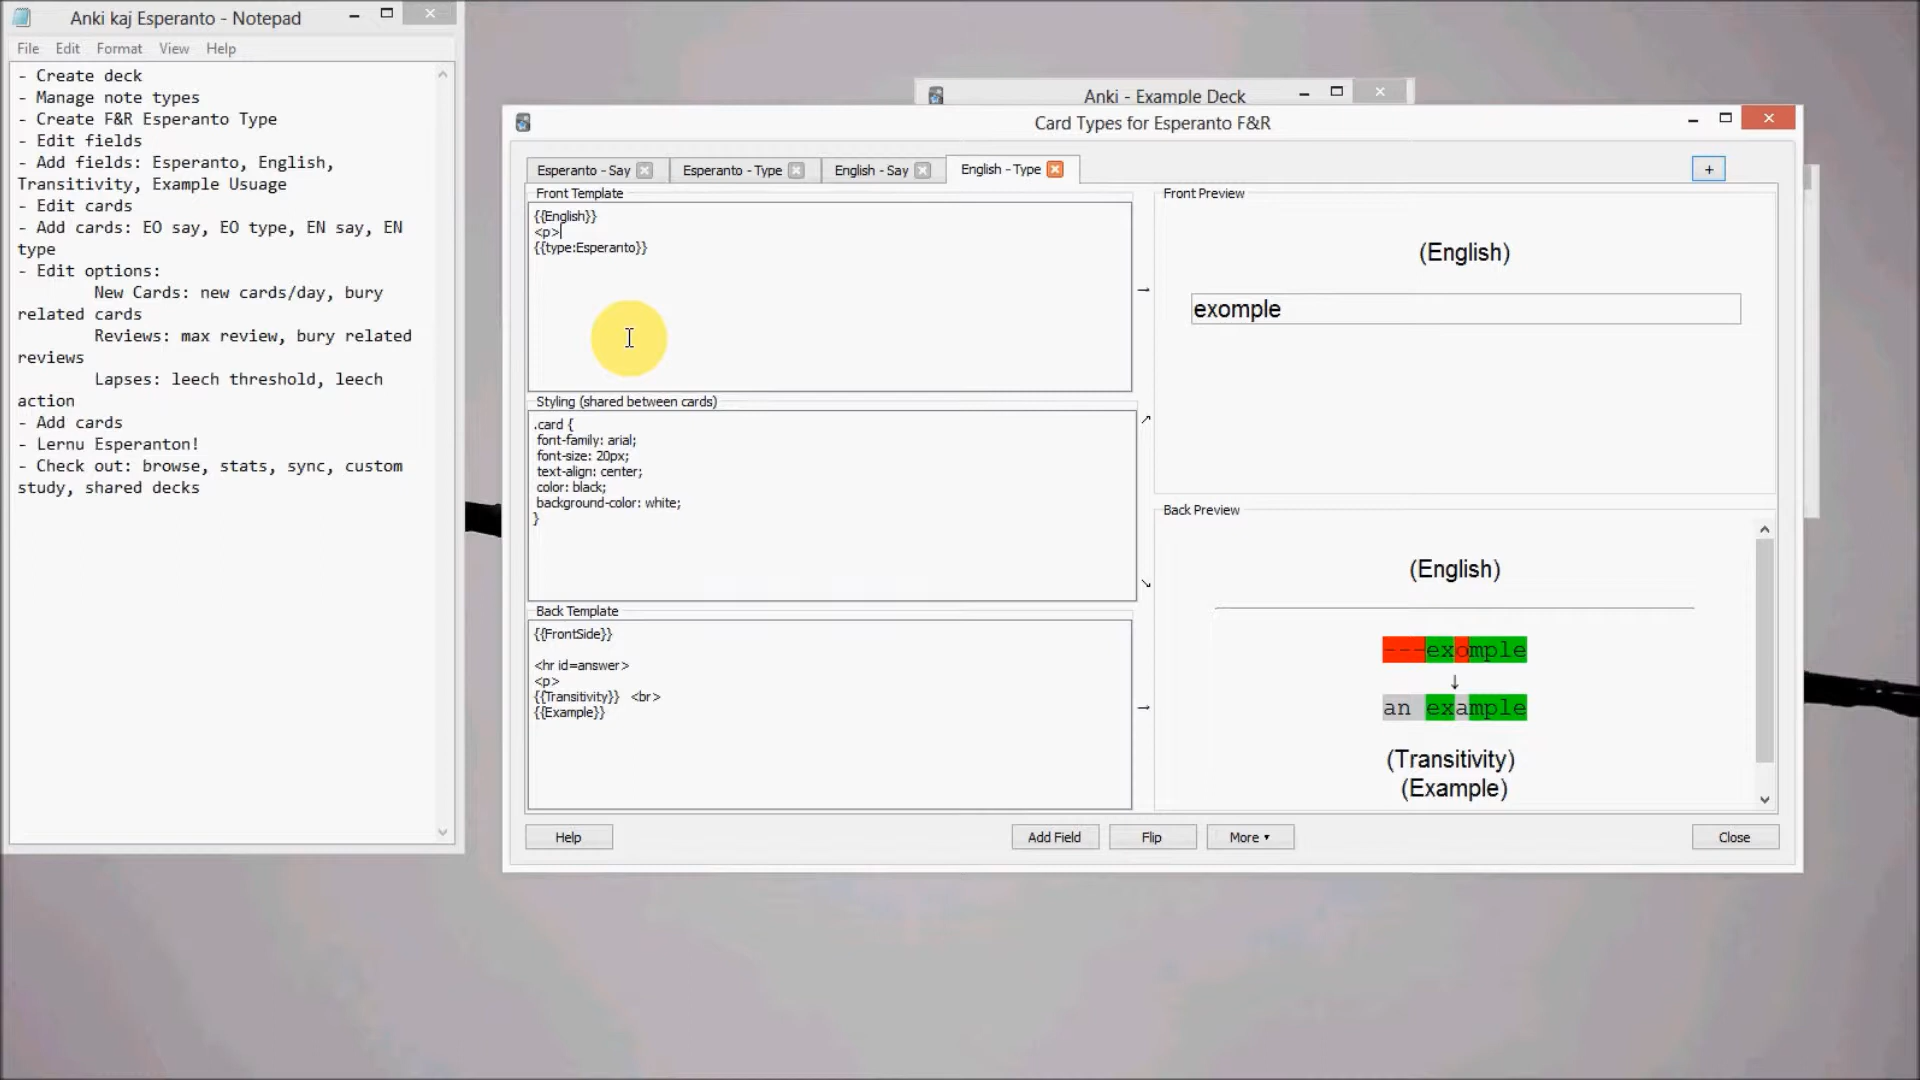 Anki kaj Esperanto - Notepad
File Edit Format View Help
- Create deck
- Manage note types
- Create F&R Esperanto Type
- Edit fields
- Add fields: Esperanto, English,
Transitivity, Example Usuage
- Edit cards
- Add cards: EO say, EO type, EN say, EN
type
- Edit options:
New Cards: new cards/day, bury
related cards
Reviews: max review, bury related
reviews
Lapses: leech threshold, leech
action
- Add cards
- Lernu Esperanton!
- Check out: browse, stats, sync, custom
study, shared decks
Anki - Example Deck
Card Types for Esperanto F&R
Esperanto - Say
Esperanto - Type
English - Say
English - Type
+
Front Template
{{English}}
<p>
{{type:Esperanto}}
Styling (shared between cards)
.card {
font-family: arial;
font-size: 20px;
text-align: center;
color: black;
background-color: white;
}
Back Template
{{FrontSide}}
<hr id=answer>
<p>
{{Transitivity}} <br>
{{Example}}
Front Preview
(English)
exomple
Back Preview
(English)
---exomple
↓
an example
(Transitivity)
(Example)
Help
Add Field
Flip
More
Close